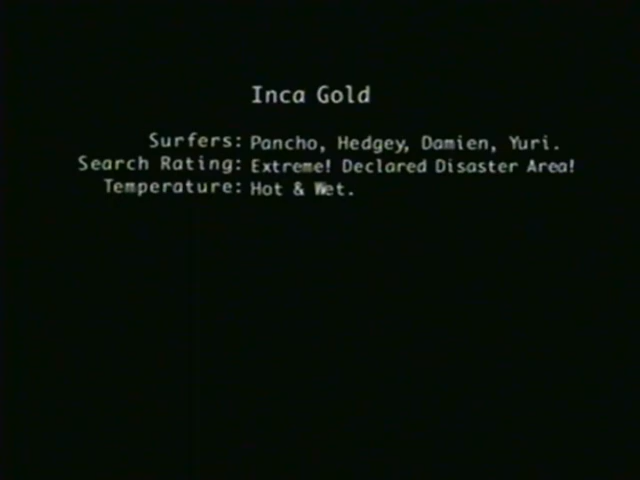 Inca Gold
Surfers: Pancho, Hedgey, Damien, Yuri.
Search Rating: Extreme! Declared Disaster Area!
Temperature: Hot & Wet.